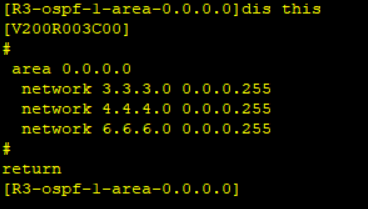 [R3-ospf-1-area-0.0.0.0]dis this
[V200R003C00]
#
 area 0.0.0.0
  network 3.3.3.0 0.0.0.255
  network 4.4.4.0 0.0.0.255
  network 6.6.6.0 0.0.0.255
#
return
[R3-ospf-1-area-0.0.0.0]